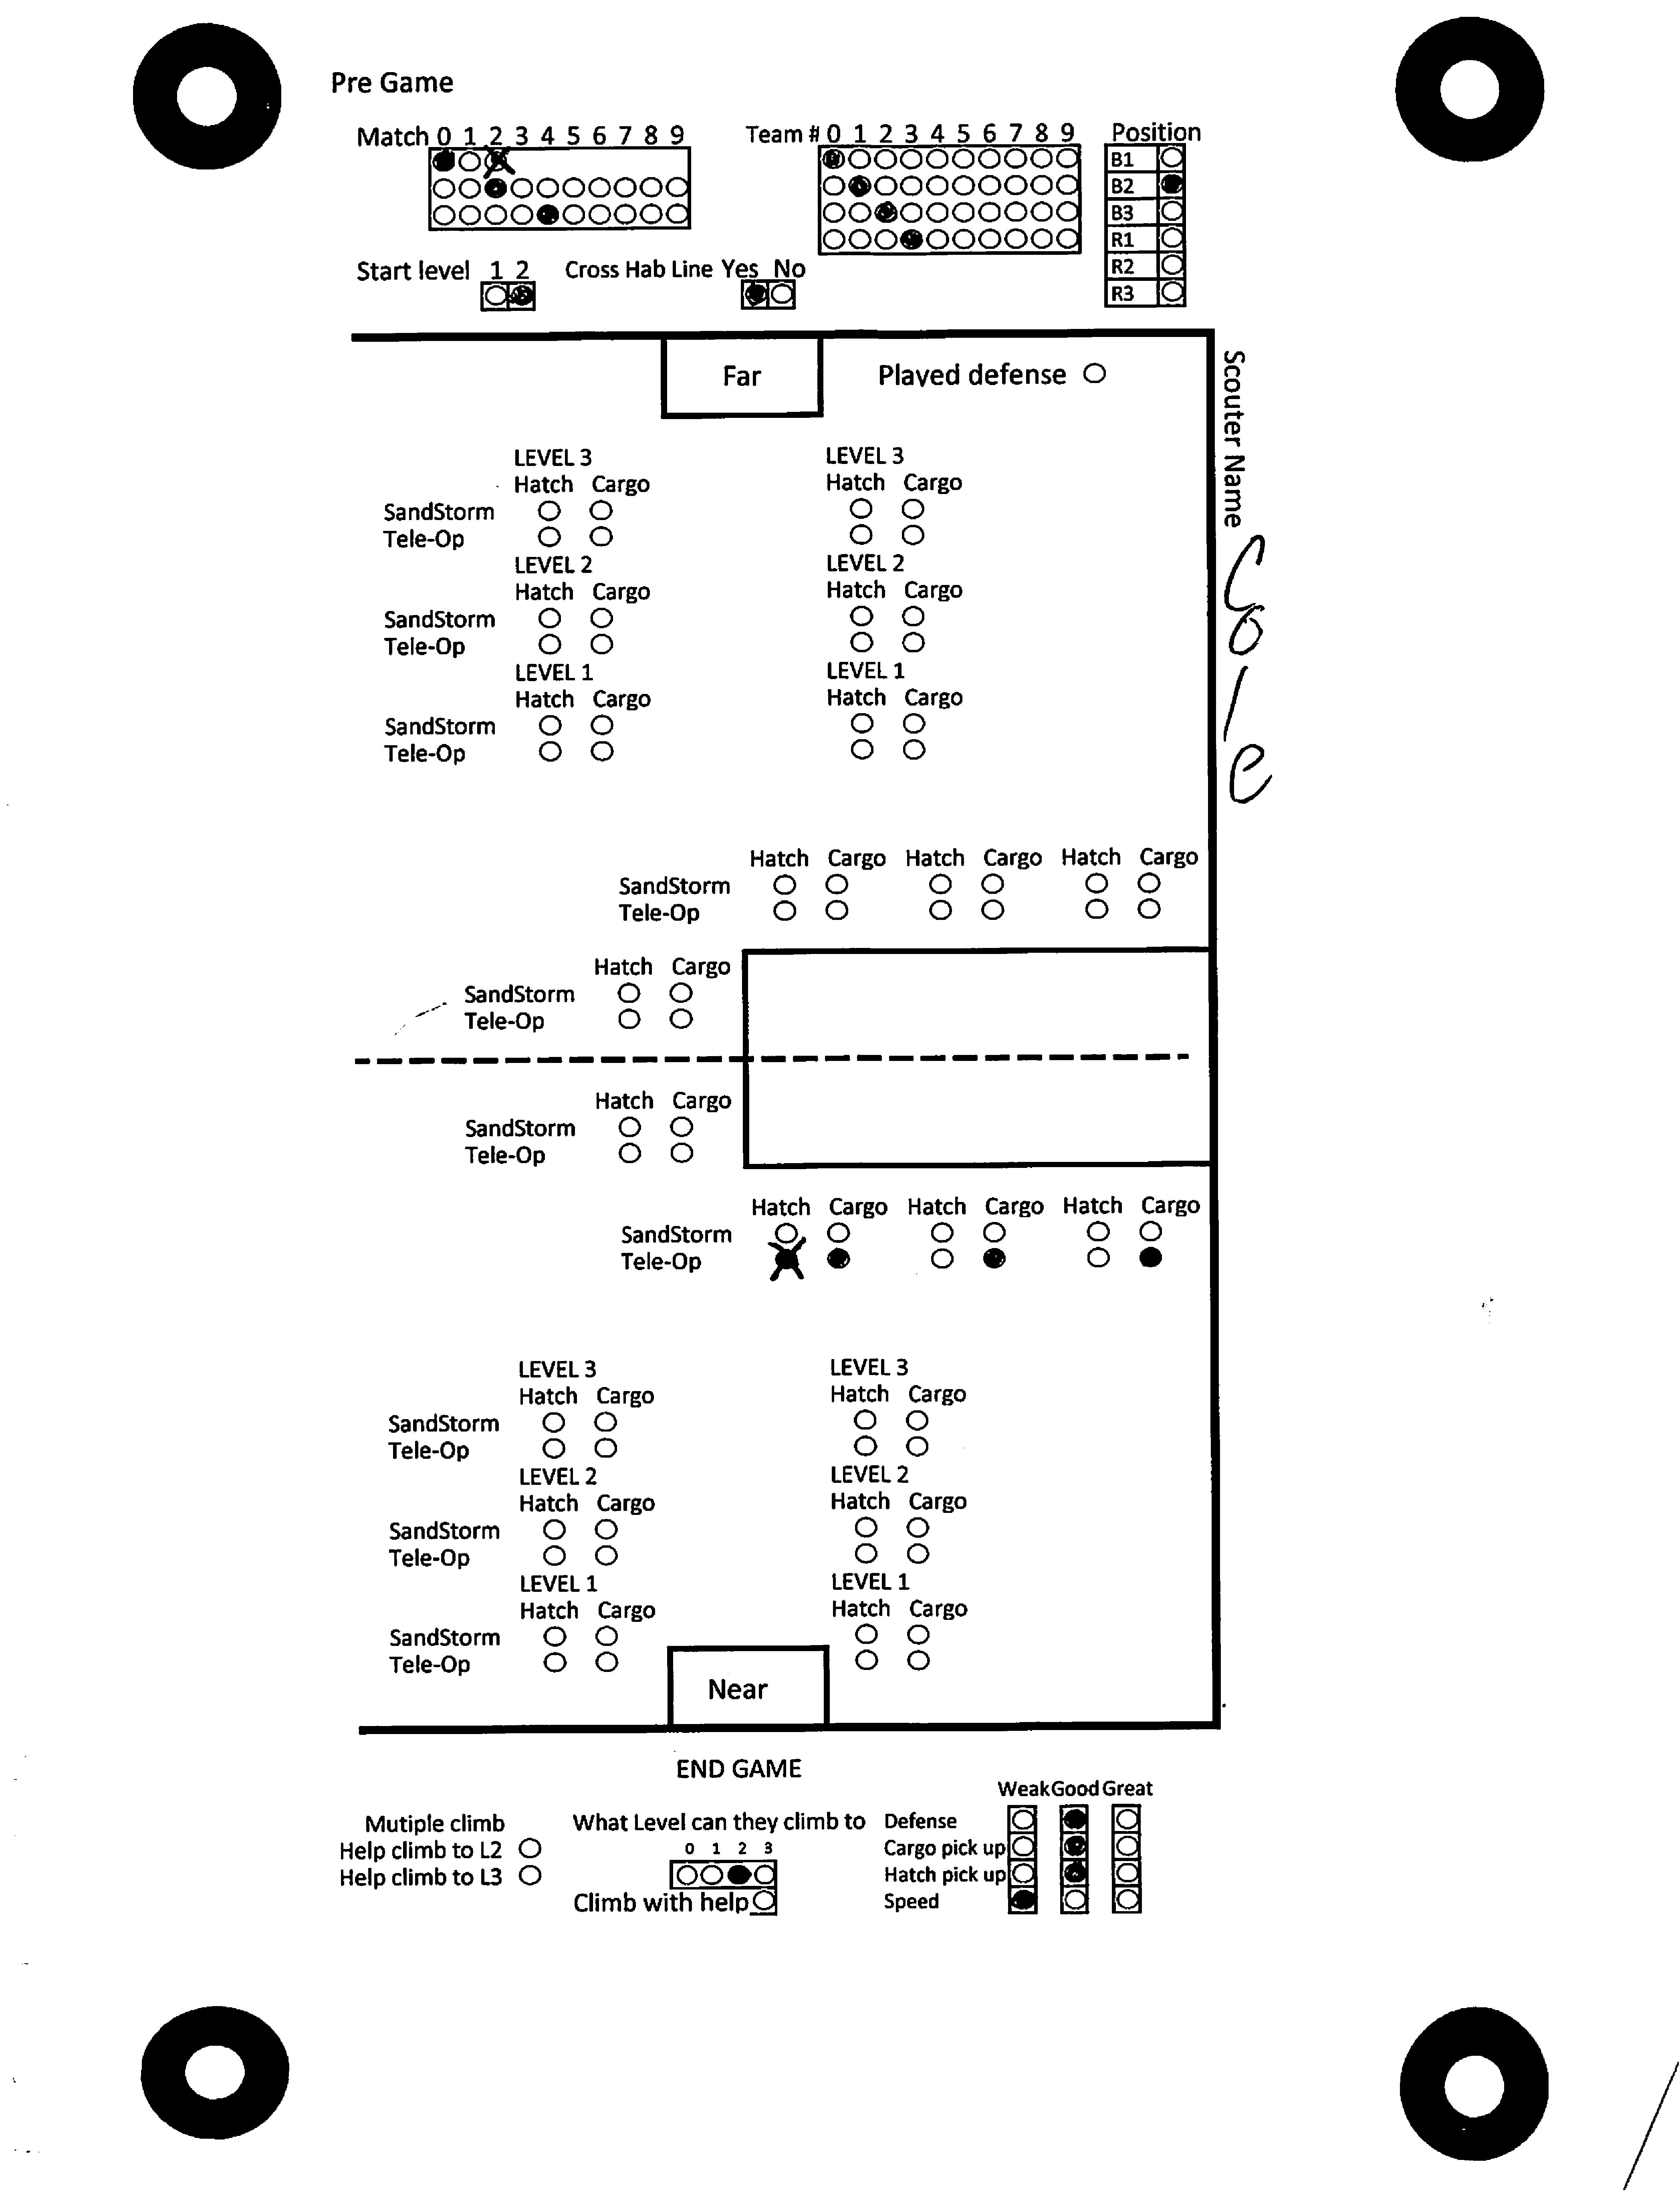 Pre Game
Match 0 1 2 3 4 5 6 7 8 9
Team # 0 1 2 3 4 5 6 7 8 9
Position
B1
B2
B3
R1
R2
R3
Start level 1 2
Cross Hab Line Yes No
Far
Played defense
Scouter Name
Cole
LEVEL 3 LEVEL 3
Hatch Cargo Hatch Cargo
SandStorm
Tele-Op
LEVEL 2 LEVEL 2
Hatch Cargo Hatch Cargo
SandStorm
Tele-Op
LEVEL 1 LEVEL 1
Hatch Cargo Hatch Cargo
SandStorm
Tele-Op
Hatch Cargo Hatch Cargo Hatch Cargo
SandStorm
Tele-Op
Hatch Cargo
SandStorm
Tele-Op
Hatch Cargo
SandStorm
Tele-Op
Hatch Cargo Hatch Cargo Hatch Cargo
SandStorm
Tele-Op
LEVEL 3 LEVEL 3
Hatch Cargo Hatch Cargo
SandStorm
Tele-Op
LEVEL 2 LEVEL 2
Hatch Cargo Hatch Cargo
SandStorm
Tele-Op
LEVEL 1 LEVEL 1
Hatch Cargo Hatch Cargo
SandStorm
Tele-Op
Near
END GAME
Mutiple climb
Help climb to L2
Help climb to L3
What Level can they climb to
0 1 2 3
Climb with help
Weak Good Great
Defense
Cargo pick up
Hatch pick up
Speed